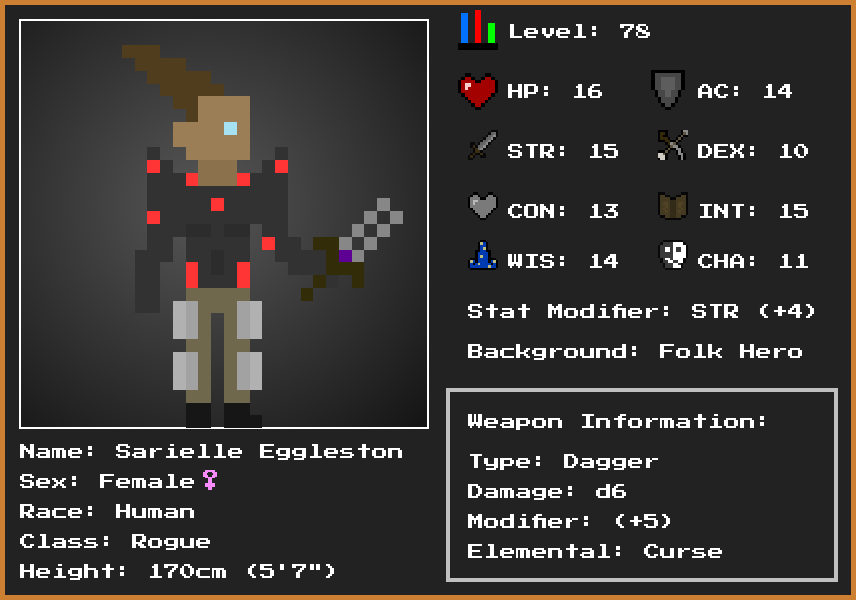 Level: 78
HP: 16
AC: 14
STR: 15
DEX: 10
CON: 13
INT: 15
WIS: 14
CHA: 11
Stat Modifier: STR (+4)
Background: Folk Hero
Weapon Information:
Type: Dagger
Damage: d6
Modifier: (+5)
Elemental: Curse
Name: Sarielle Eggleston
Sex: Female♀
Race: Human
Class: Rogue
Height: 170cm (5'7")